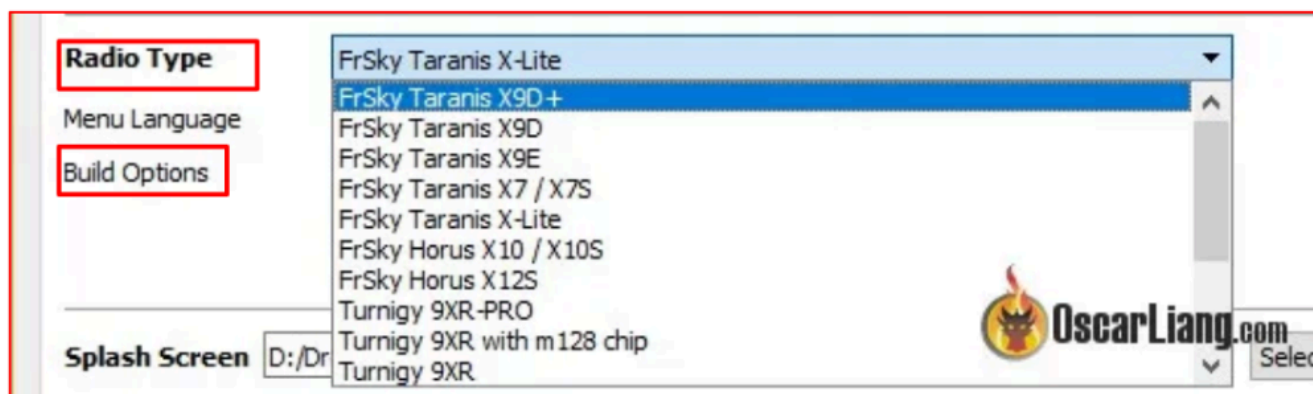 Radio Type
FrSky Taranis X-Lite
FrSky Taranis X9D+
Menu Language
FrSky Taranis X9D
FrSky Taranis X9E
Build Options
FrSky Taranis X7 / X7S
FrSky Taranis X-Lite
FrSky Horus X10 / X10S
FrSky Horus X12S
Turnigy 9XR-PRO
Turnigy 9XR with m128 chip
Turnigy 9XR
OscarLiang.com
Splash Screen D:/Dr
Selec